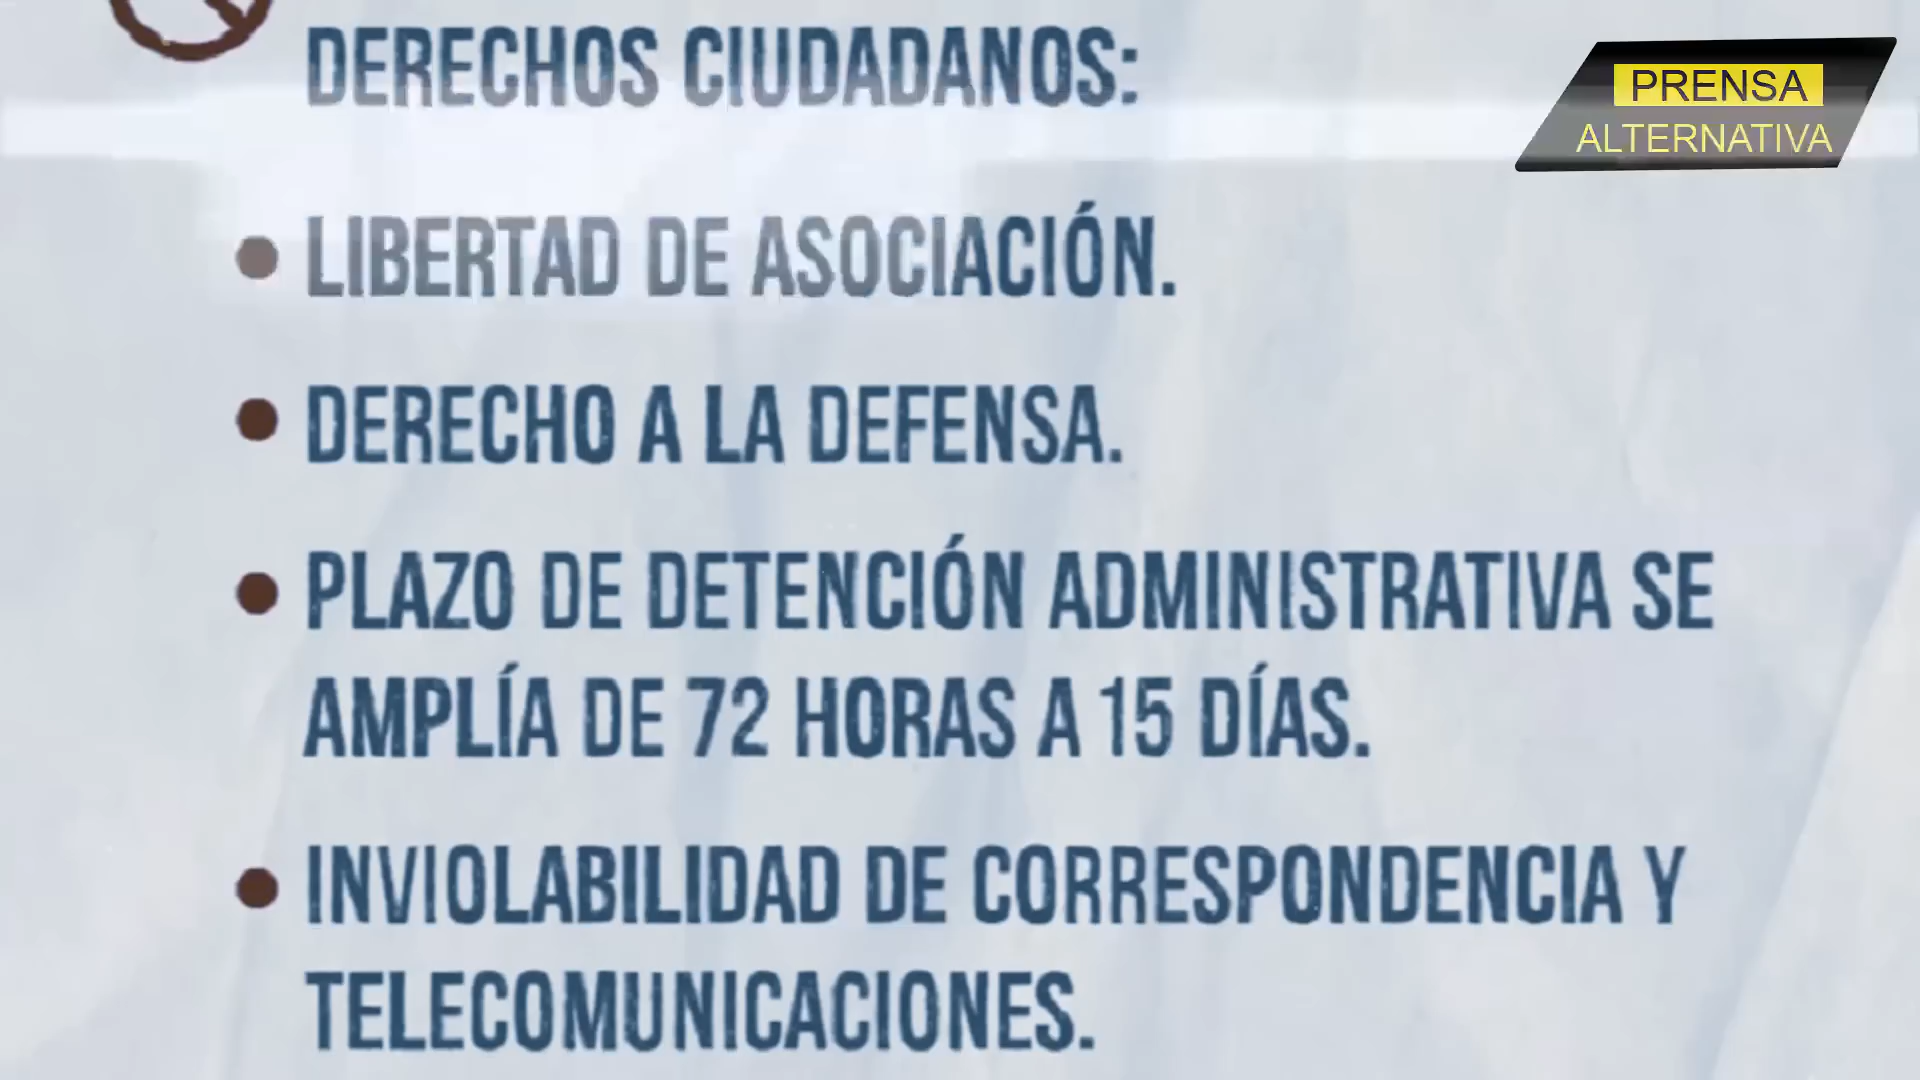 DERECHOS CIUDADANOS:
PRENSA
ALTERNATIVA
• LIBERTAD DE ASOCIACIÓN.
• DERECHO A LA DEFENSA.
• PLAZO DE DETENCIÓN ADMINISTRATIVA SE
AMPLÍA DE 72 HORAS A 15 DÍAS.
• INVIOLABILIDAD DE CORRESPONDENCIA Y
TELECOMUNICACIONES.